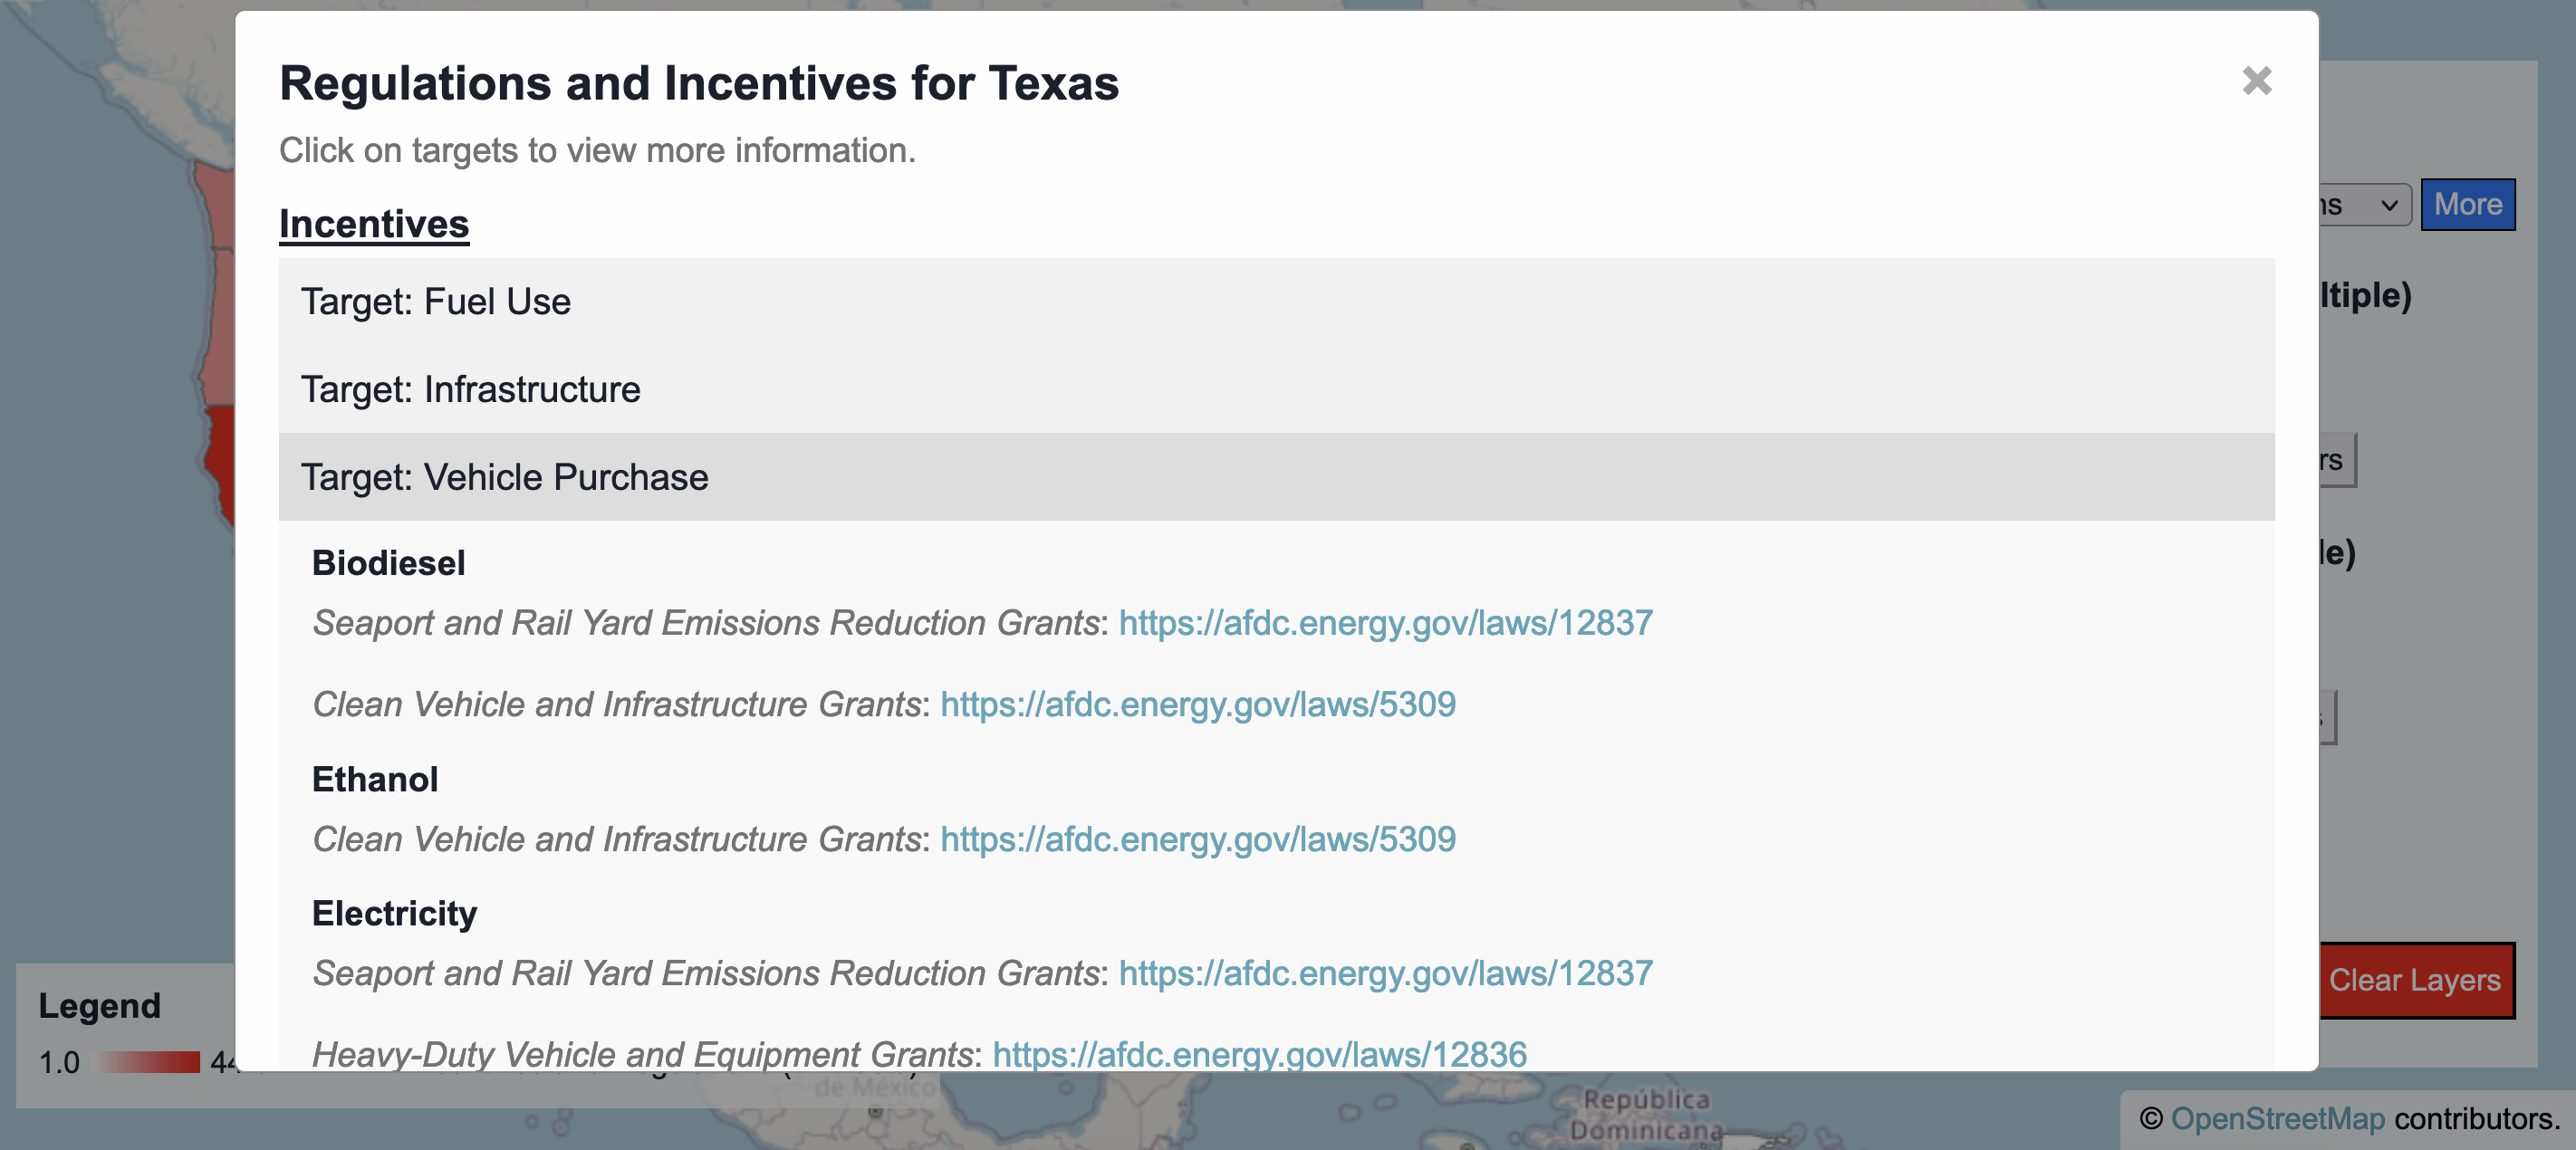 Regulations and Incentives for Texas
Click on targets to view more information.
Incentives
Target: Fuel Use
Target: Infrastructure
Target: Vehicle Purchase
Biodiesel
Seaport and Rail Yard Emissions Reduction Grants: https://afdc.energy.gov/laws/12837
Clean Vehicle and Infrastructure Grants: https://afdc.energy.gov/laws/5309
Ethanol
Clean Vehicle and Infrastructure Grants: https://afdc.energy.gov/laws/5309
Electricity
Seaport and Rail Yard Emissions Reduction Grants: https://afdc.energy.gov/laws/12837
Heavy-Duty Vehicle and Equipment Grants: https://afdc.energy.gov/laws/12836
More
ltiple)
rs
le)
Clear Layers
Legend
1.0
de México
República
Dominicana
© OpenStreetMap contributors.